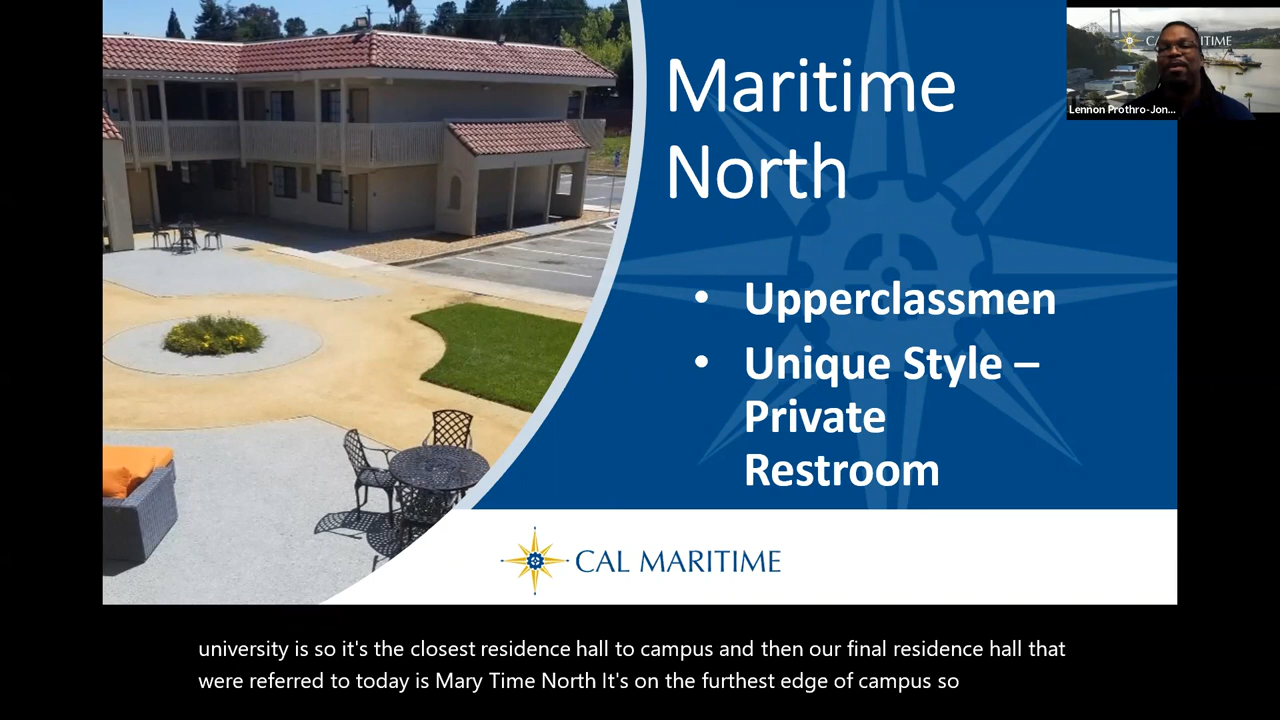 Maritime
North
• Upperclassmen
• Unique Style –
Private
Restroom
CAL MARITIME
CAL MARITIME
Lennon Prothro-Jon...
university is so it's the closest residence hall to campus and then our final residence hall that
were referred to today is Mary Time North It's on the furthest edge of campus so